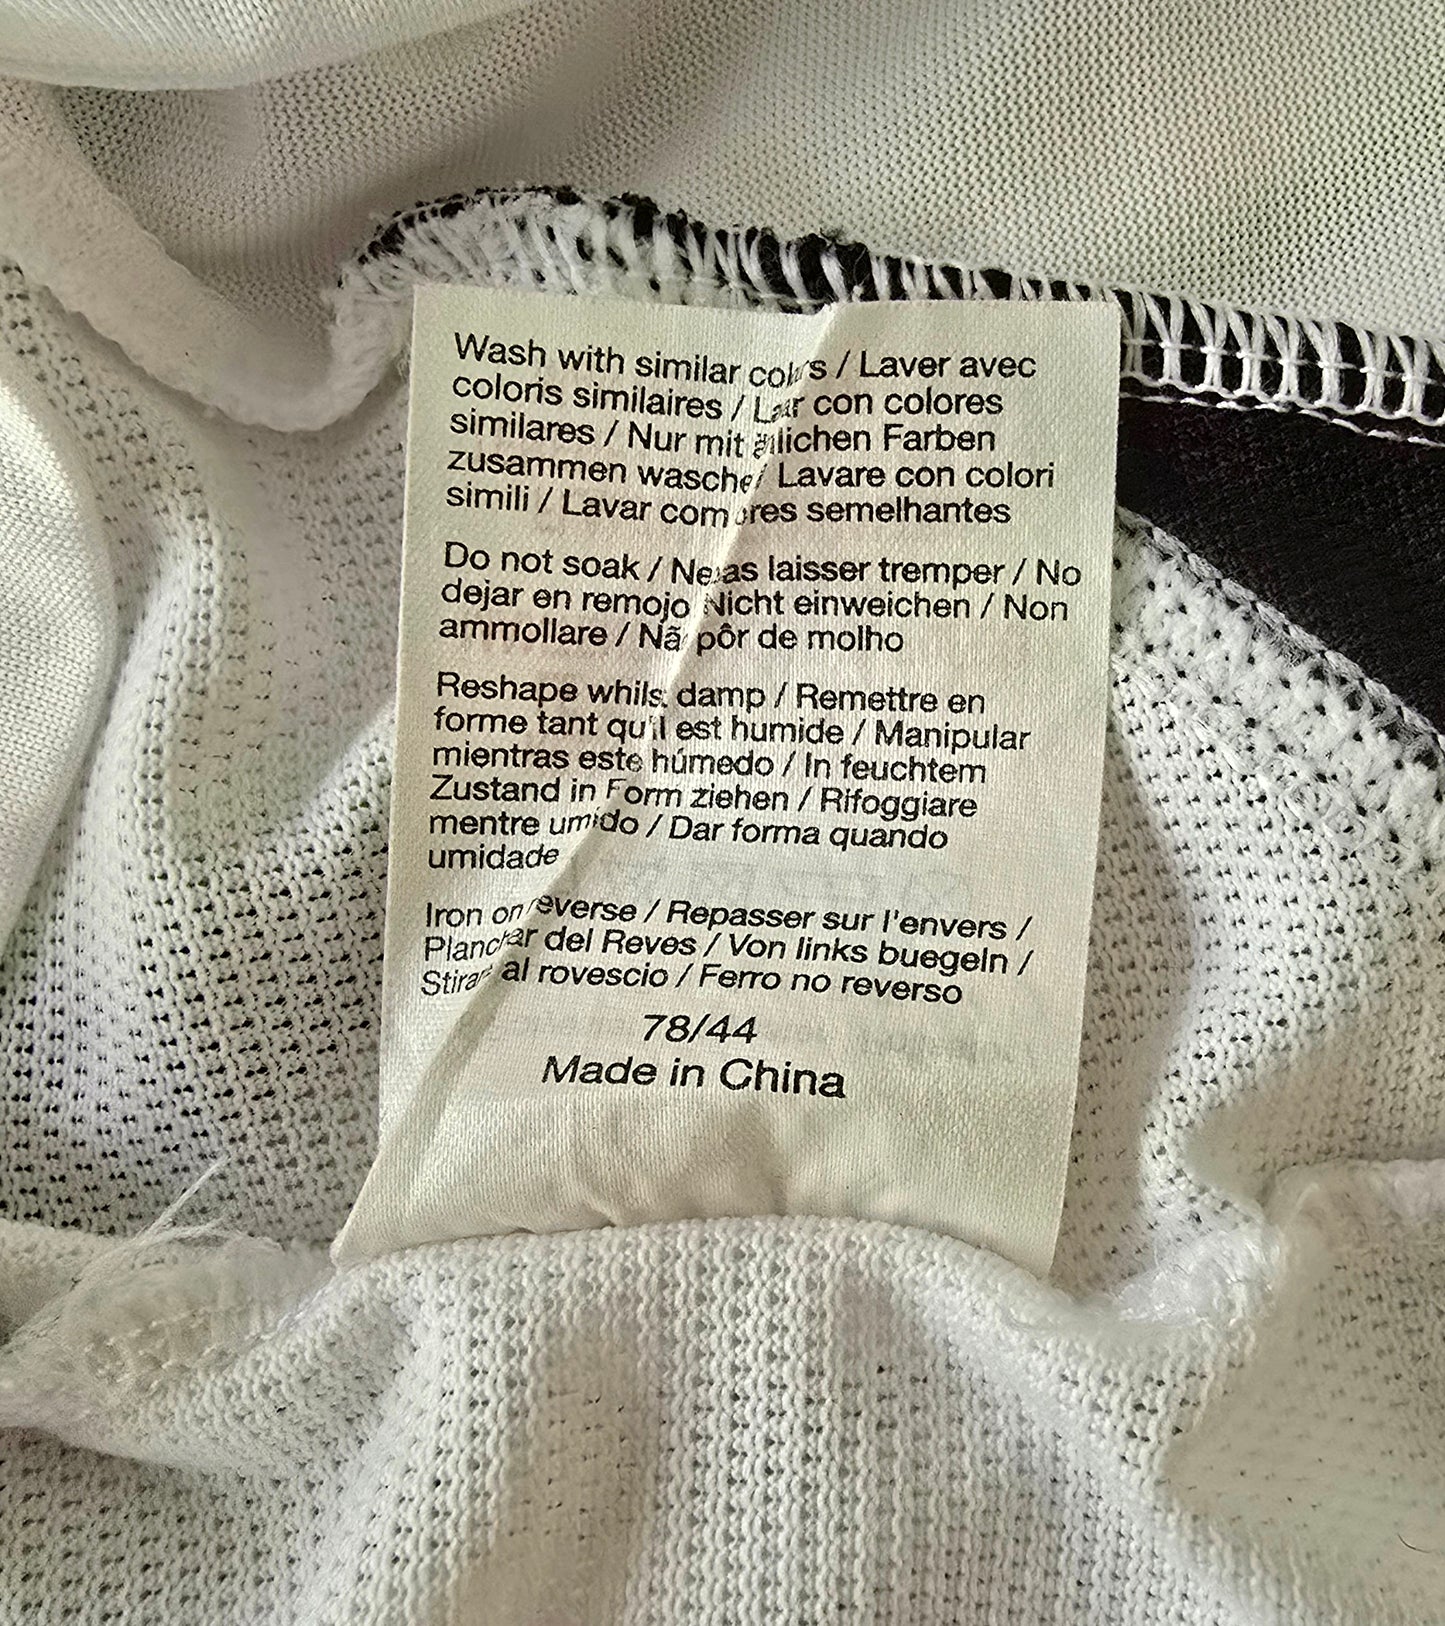 Wash with similar colours / Laver avec
coloris similaires / Lavar con colores
similares / Nur mit ähnlichen Farben
zusammen waschen / Lavare con colori
simili / Lavar com cores semelhantes
Do not soak / Ne pas laisser tremper / No
dejar en remojo / Nicht einweichen / Non
ammollare / Não pôr de molho
Reshape whilst damp / Remettre en
forme tant qu'il est humide / Manipular
mientras este húmedo / In feuchtem
Zustand in Form ziehen / Rifoggiare
mentre umido / Dar forma quando
umidade
Iron on reverse / Repasser sur l'envers /
Planchar del Reves / Von links buegeln /
Stirare al rovescio / Ferro no reverso
78/44
Made in China